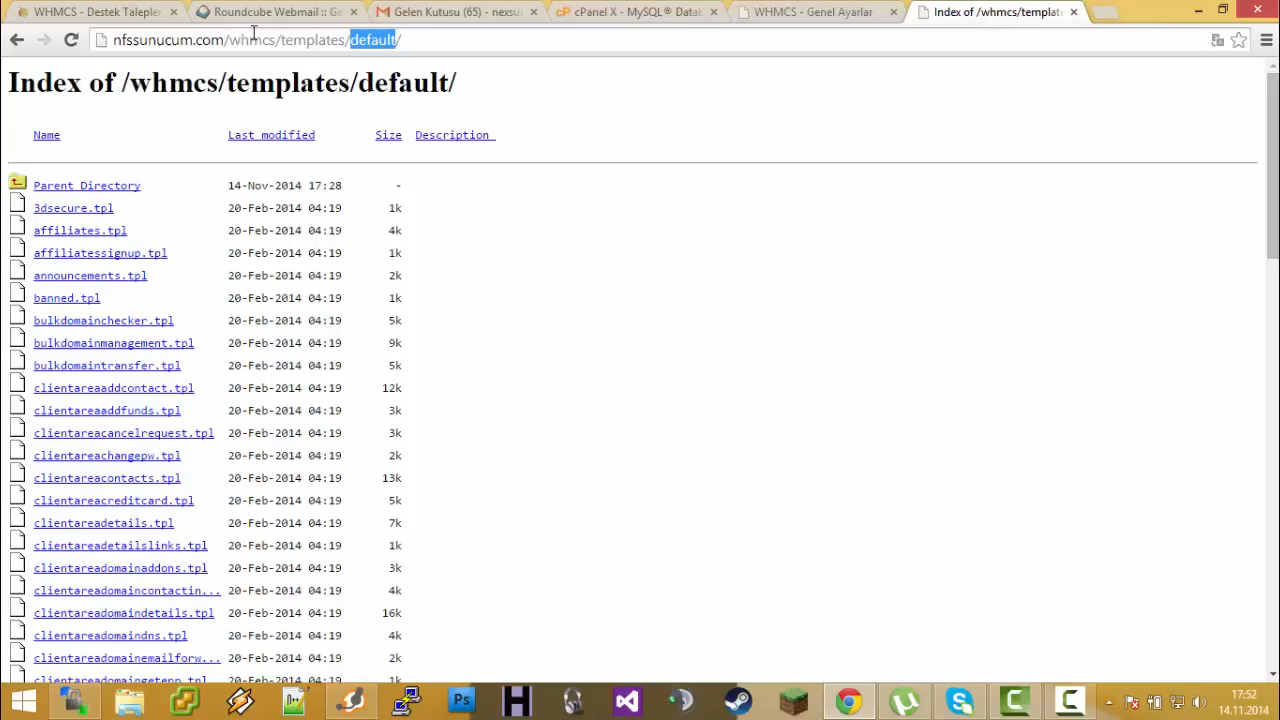 WHMCS - Destek Talepler
Roundcube Webmail :: Ge
Gelen Kutusu (65) - nexsu
cPanel X - MySQL® Datab
WHMCS - Genel Ayarlar
Index of /whmcs/template
nfssunucum.com/whmcs/templates/default/
Index of /whmcs/templates/default/
Name Last modified Size Description
Parent Directory 14-Nov-2014 17:28 -
3dsecure.tpl 20-Feb-2014 04:19 1k
affiliates.tpl 20-Feb-2014 04:19 4k
affiliatessignup.tpl 20-Feb-2014 04:19 1k
announcements.tpl 20-Feb-2014 04:19 2k
banned.tpl 20-Feb-2014 04:19 1k
bulkdomainchecker.tpl 20-Feb-2014 04:19 5k
bulkdomainmanagement.tpl 20-Feb-2014 04:19 9k
bulkdomaintransfer.tpl 20-Feb-2014 04:19 5k
clientareaaddcontact.tpl 20-Feb-2014 04:19 12k
clientareaaddfunds.tpl 20-Feb-2014 04:19 3k
clientareacancelrequest.tpl 20-Feb-2014 04:19 3k
clientareachangepw.tpl 20-Feb-2014 04:19 2k
clientareacontacts.tpl 20-Feb-2014 04:19 13k
clientareacreditcard.tpl 20-Feb-2014 04:19 5k
clientareadetails.tpl 20-Feb-2014 04:19 7k
clientareadetailslinks.tpl 20-Feb-2014 04:19 1k
clientareadomainaddons.tpl 20-Feb-2014 04:19 3k
clientareadomaincontactin... 20-Feb-2014 04:19 4k
clientareadomaindetails.tpl 20-Feb-2014 04:19 16k
clientareadomaindns.tpl 20-Feb-2014 04:19 4k
clientareadomainemailforw... 20-Feb-2014 04:19 2k
clientareadomaingetepp.tpl 20-Feb-2014 04:19 1k
17:52
14.11.2014